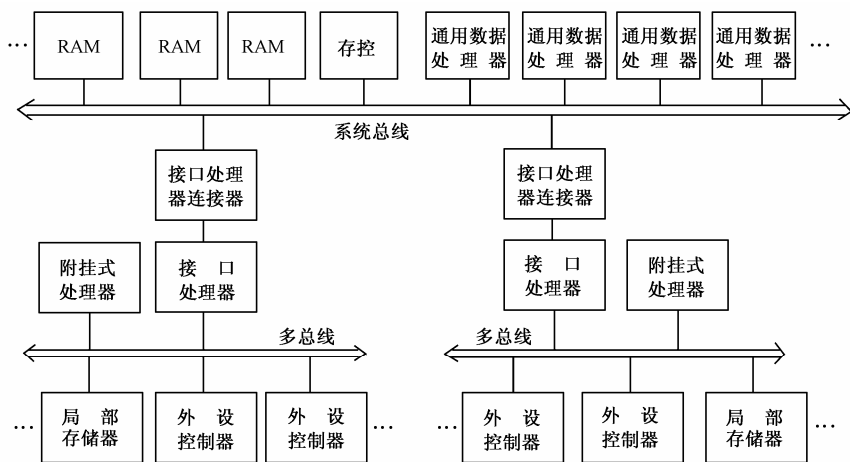 … RAM RAM RAM 存控 通用数据 通用数据 通用数据 通用数据 …
处理器 处理器 处理器 处理器
系统总线
接口处理 接口处理
器连接器 器连接器
附挂式 接口 接口 附挂式
处理器 处理器 处理器 处理器
多总线 多总线
… 局部 外设 外设 … … 外设 外设 局部 …
存储器 控制器 控制器 控制器 控制器 存储器